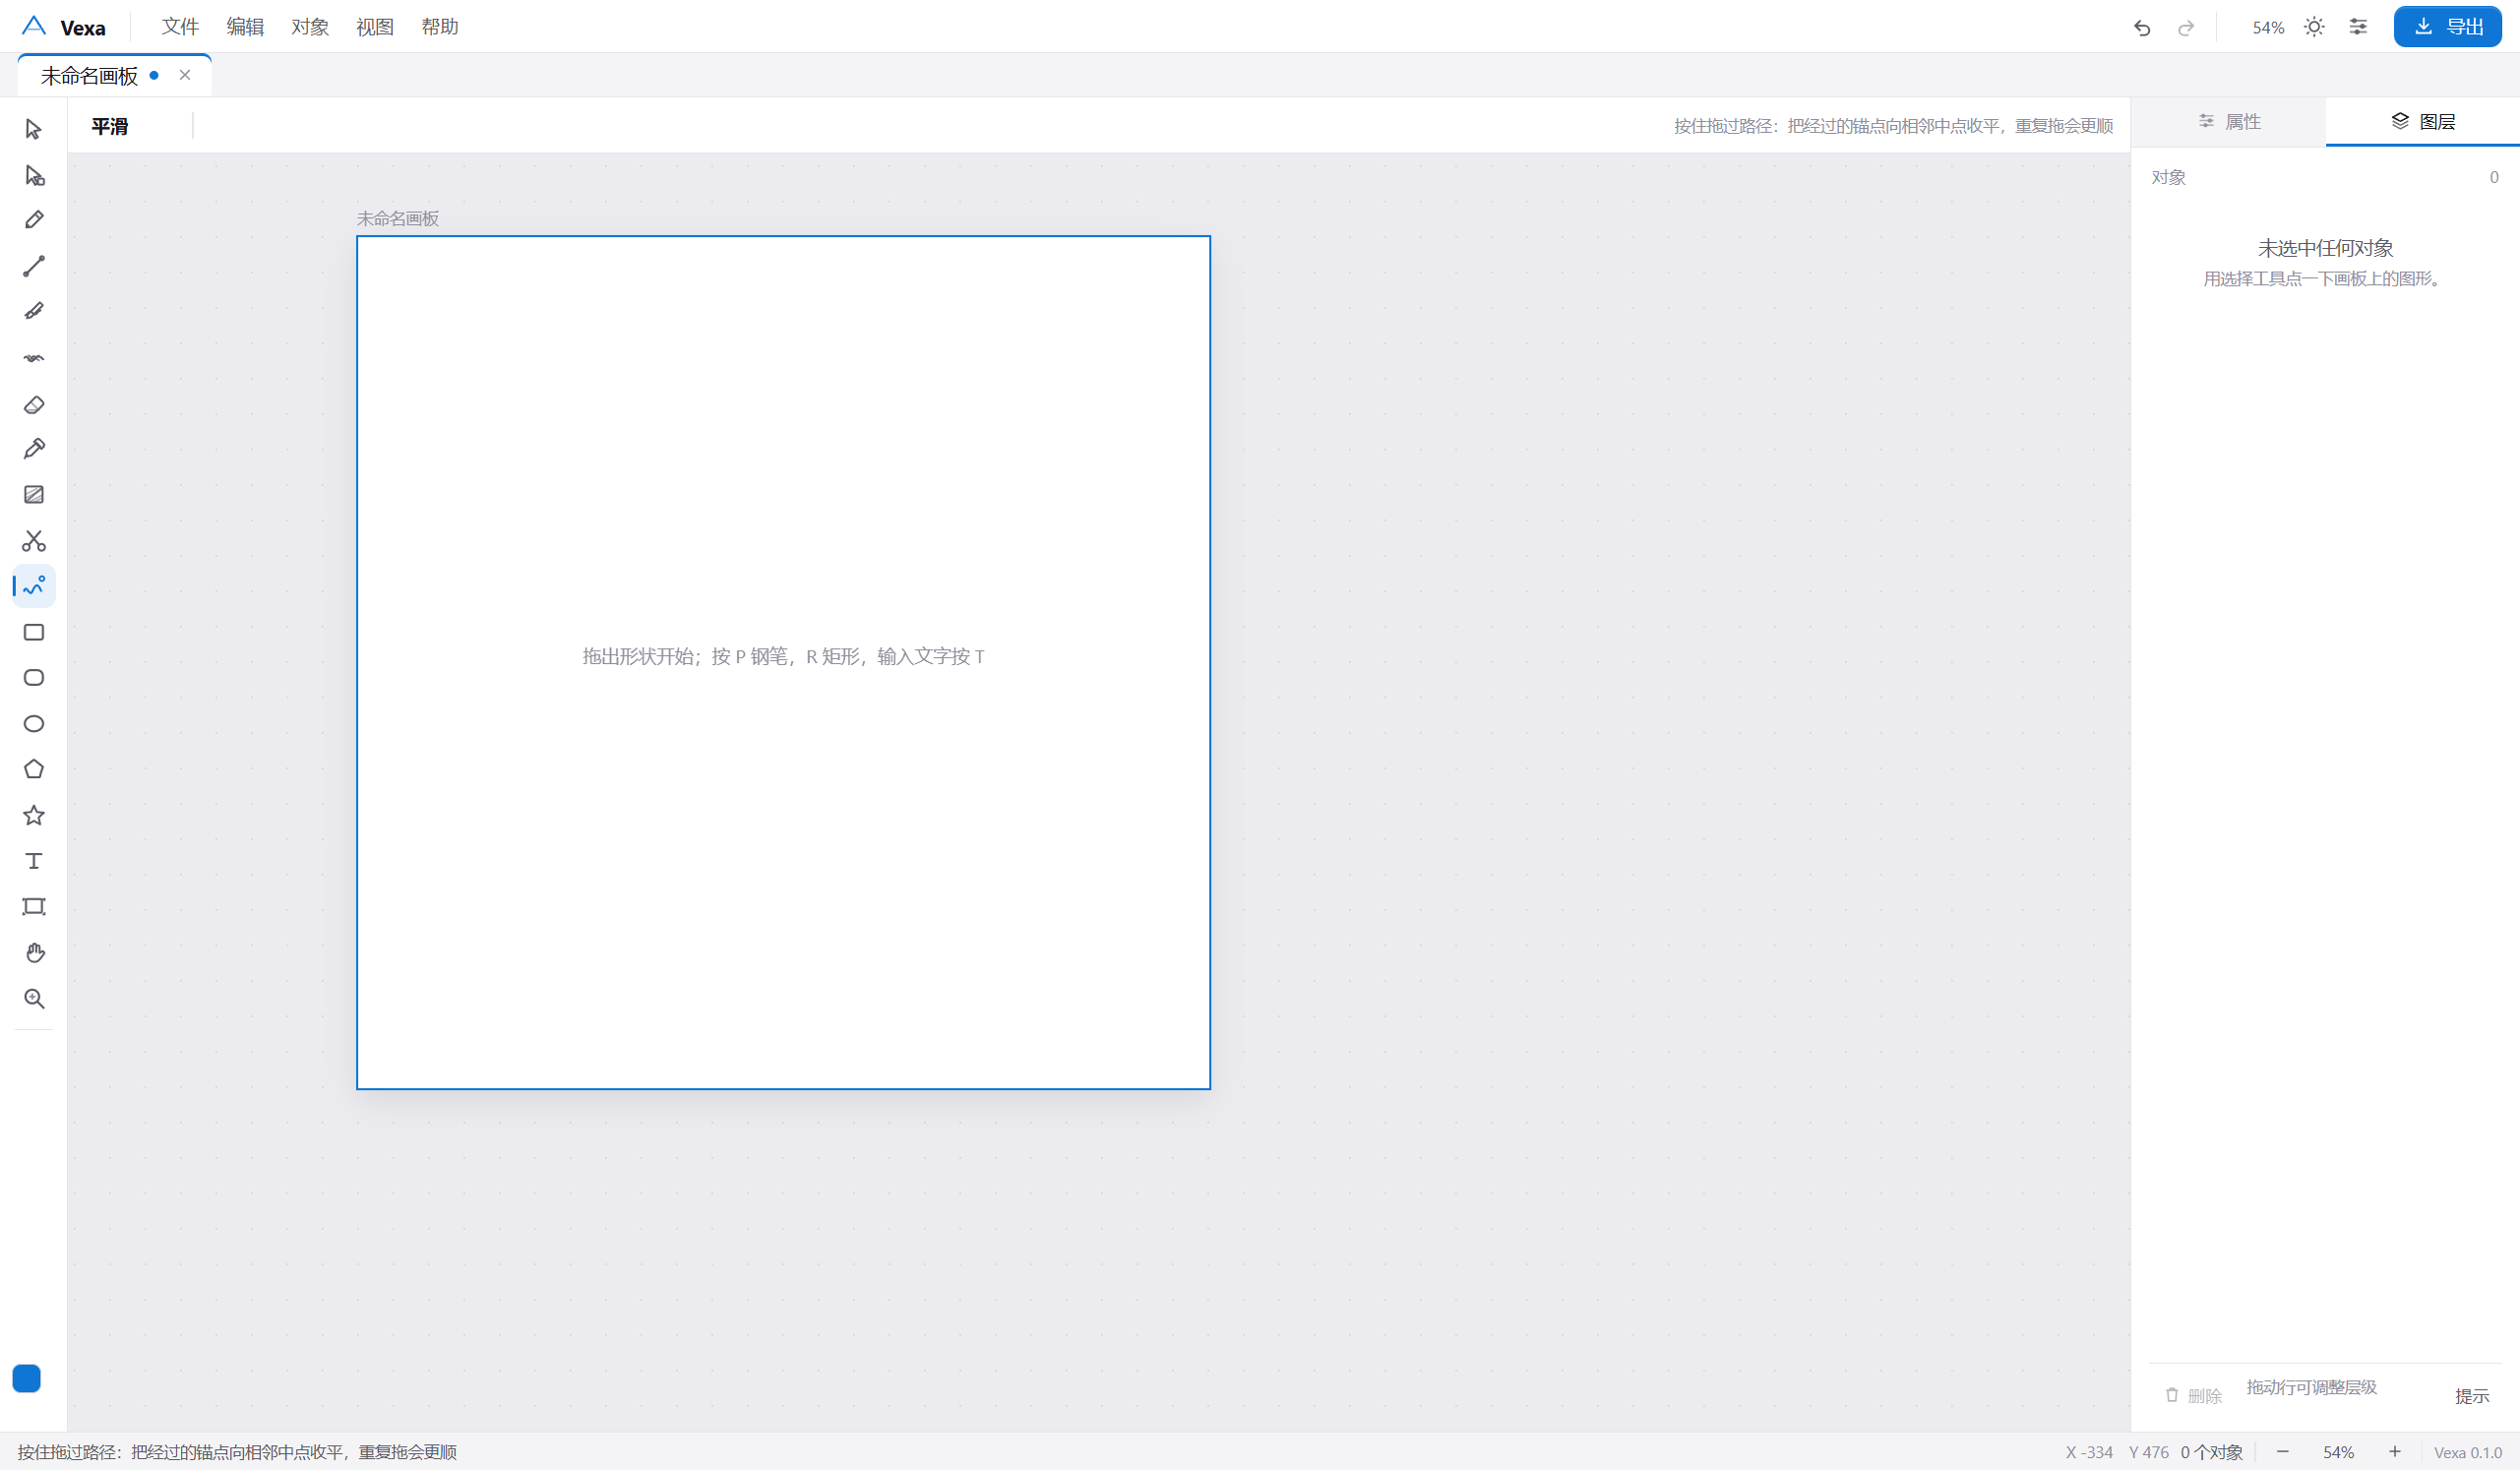 Vexa 文件 编辑 对象 视图 帮助 54% 导出
未命名画板
平滑 按住拖过路径：把经过的锚点向相邻中点收平，重复拖会更顺 属性 图层
对象 0
未命名画板
未选中任何对象
用选择工具点一下画板上的图形。
拖出形状开始；按 P 钢笔，R 矩形，输入文字按 T
删除 拖动行可调整层级 提示
按住拖过路径：把经过的锚点向相邻中点收平，重复拖会更顺 X -334 Y 476 0 个对象 54% Vexa 0.1.0